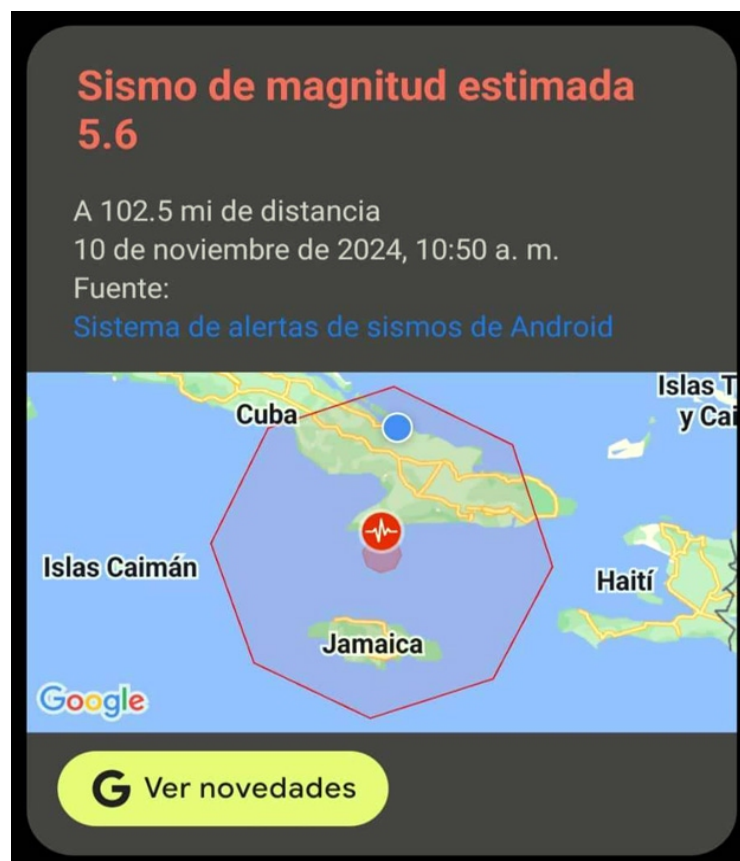 Sismo de magnitud estimada
5.6
A 102.5 mi de distancia
10 de noviembre de 2024, 10:50 a. m.
Fuente:
Sistema de alertas de sismos de Android
Islas T
y Cai
Cuba
Islas Caimán
Haití
Jamaica
Google
G Ver novedades